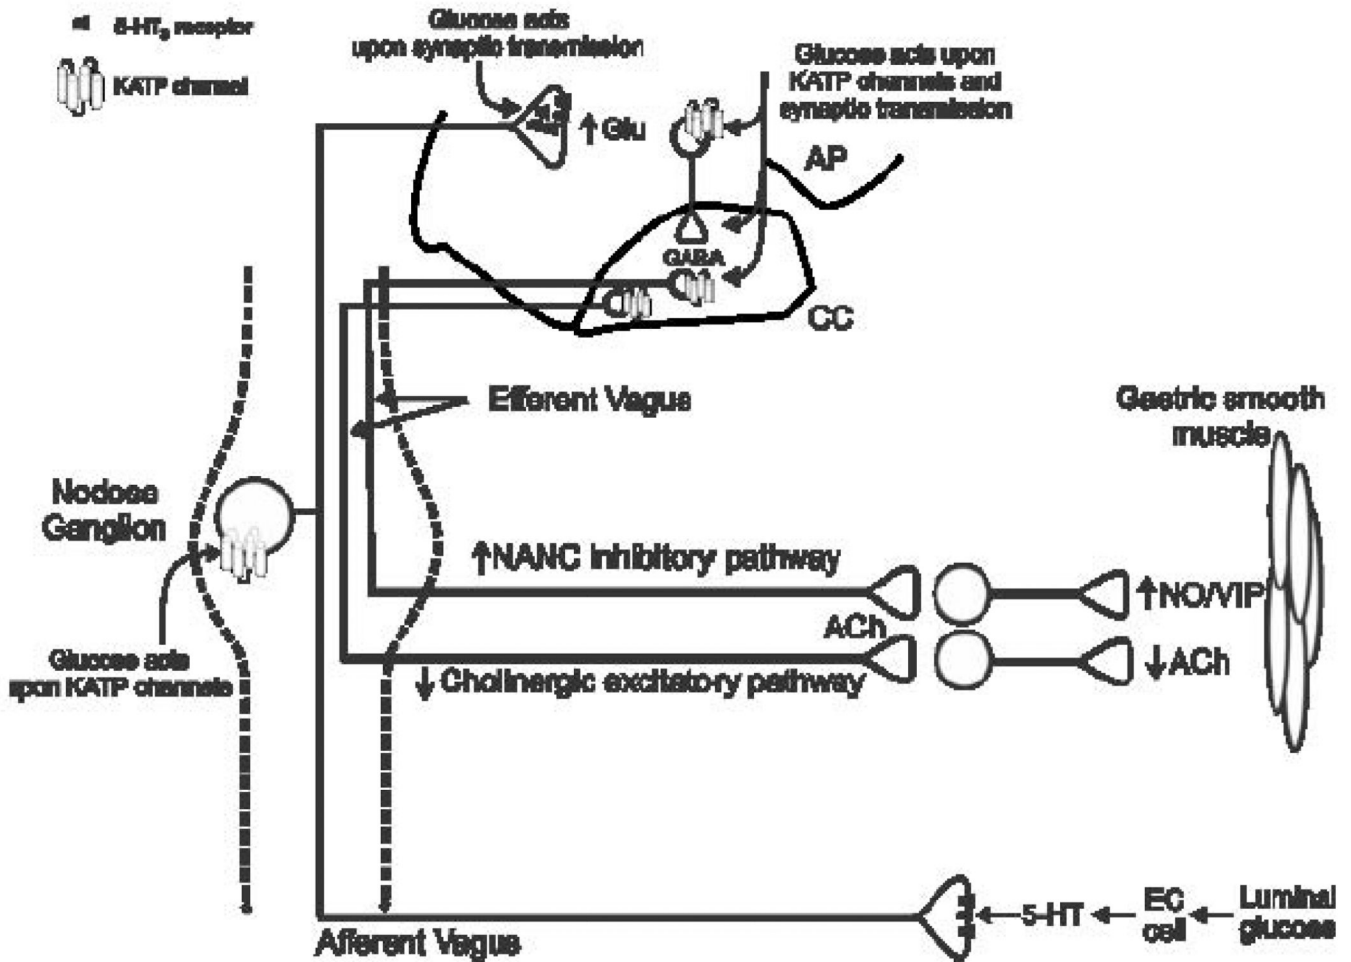 5-HT₃ receptor
KATP channel
Glucose acts
upon synaptic transmission
Glucose acts upon
KATP channels and
synaptic transmission
↑Glu
AP
GABA
CC
Efferent Vagus
Gastric smooth
muscle
Nodose
Ganglion
↑NANC inhibitory pathway
↑NO/VIP
ACh
↓ACh
Glucose acts
upon KATP channels
↓Cholinergic excitatory pathway
5-HT
EC
cell
Luminal
glucose
Afferent Vagus